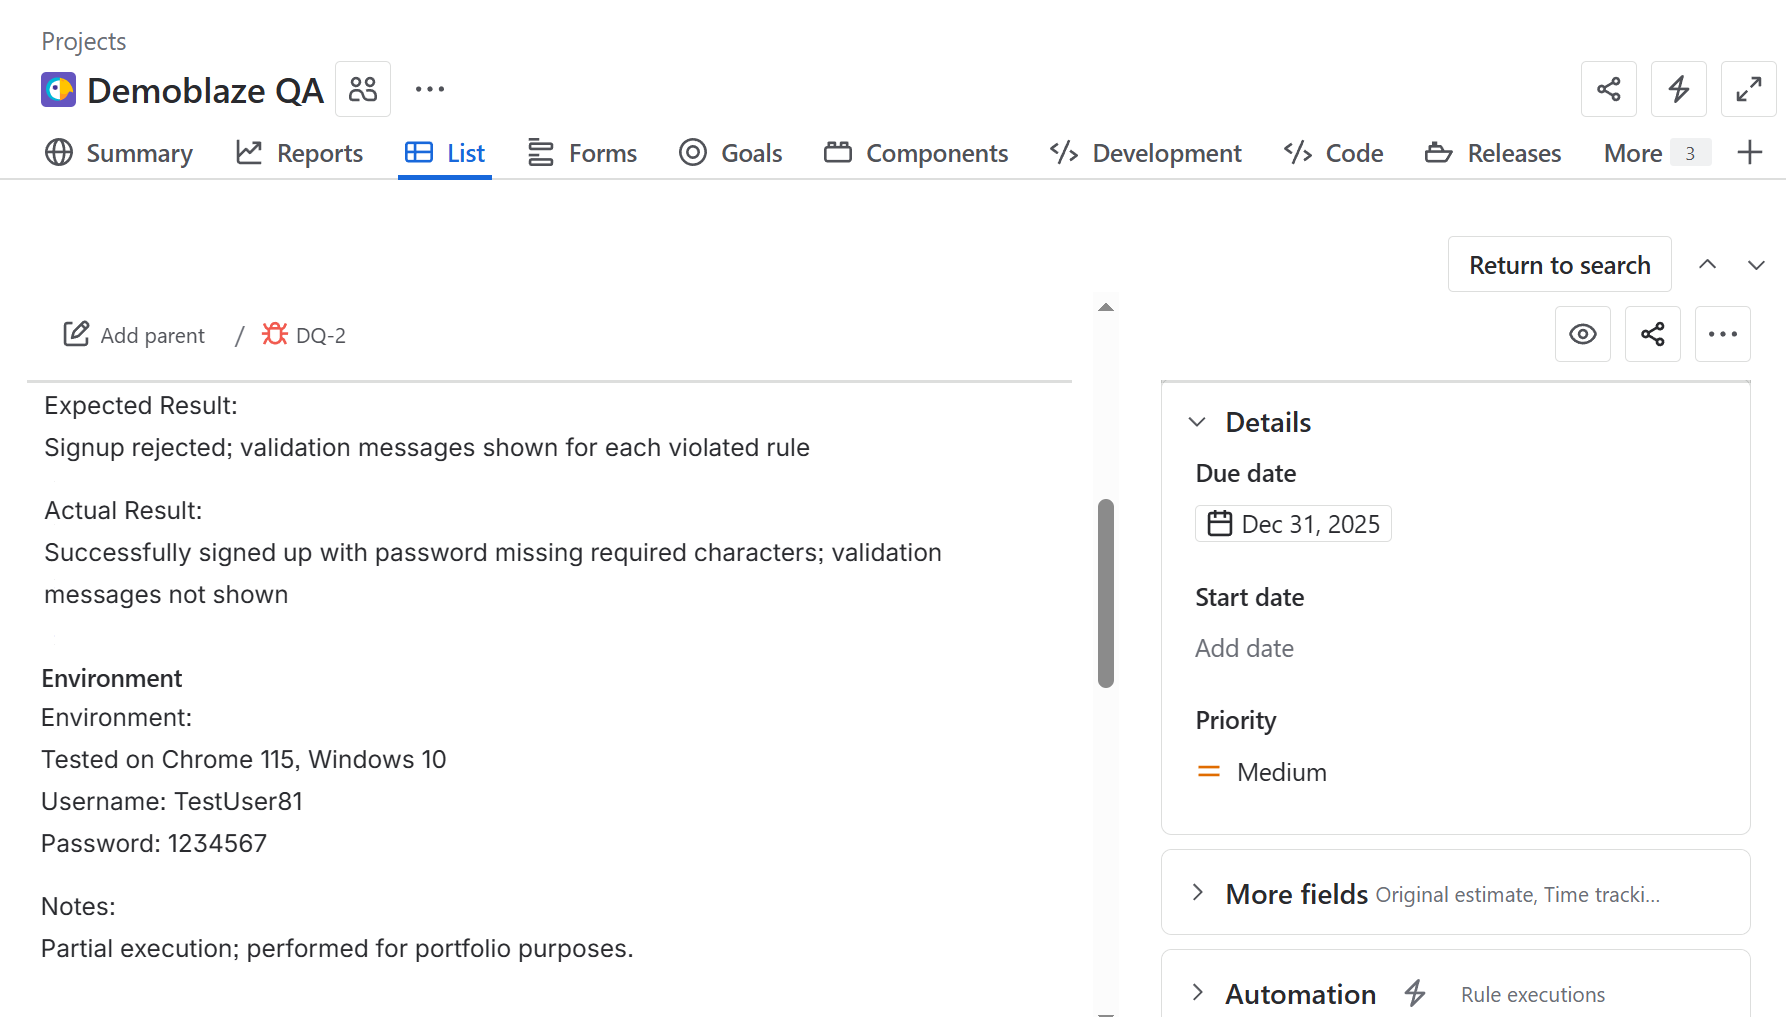 Projects
Demoblaze QA
Summary
Reports
List
Forms
Goals
Components
Development
Code
Releases
More 3
Return to search
Add parent / DQ-2
Expected Result:
Signup rejected; validation messages shown for each violated rule
Actual Result:
Successfully signed up with password missing required characters; validation
messages not shown
Environment
Environment:
Tested on Chrome 115, Windows 10
Username: TestUser81
Password: 1234567
Notes:
Partial execution; performed for portfolio purposes.
Details
Due date
Dec 31, 2025
Start date
Add date
Priority
Medium
More fields Original estimate, Time tracki...
Automation Rule executions